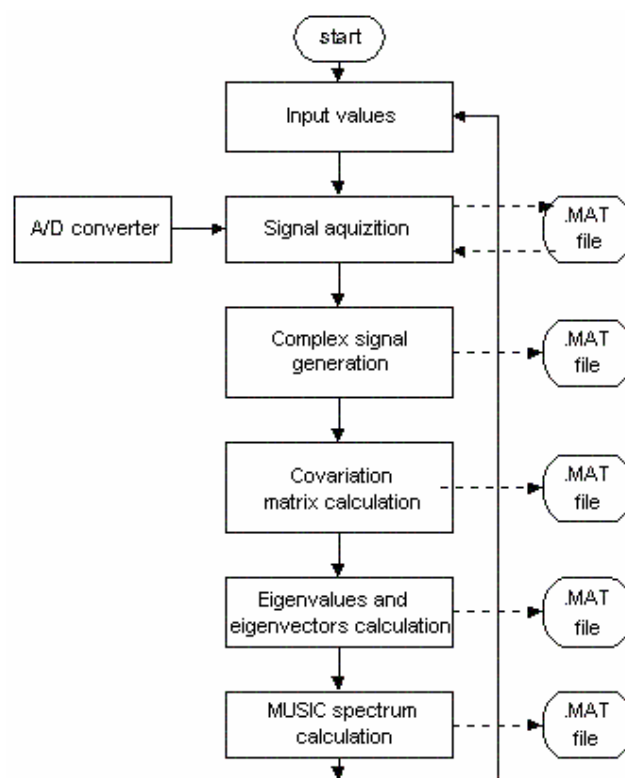 start
Input values
A/D converter
Signal aquizition
.MAT
file
Complex signal
generation
.MAT
file
Covariation
matrix calculation
.MAT
file
Eigenvalues and
eigenvectors calculation
.MAT
file
MUSIC spectrum
calculation
.MAT
file